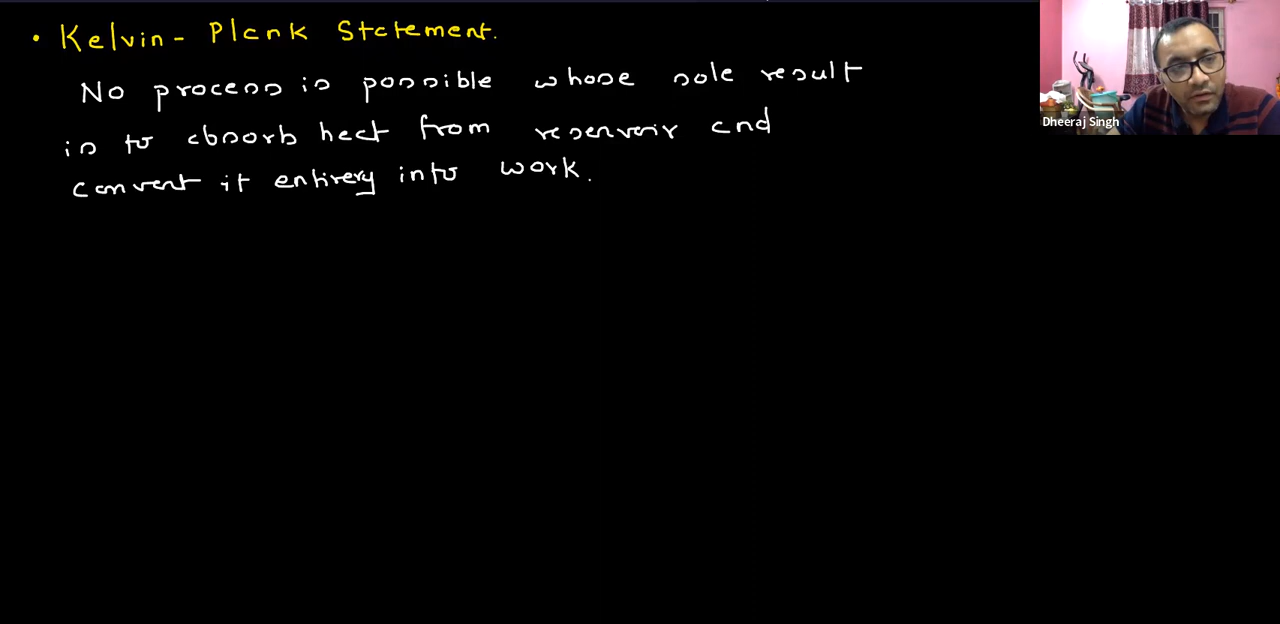 • Kelvin - Plank Statement.
No process is possible whose sole result
is to absorb heat from reservoir and
convert it entirery into work.
Dheeraj Singh